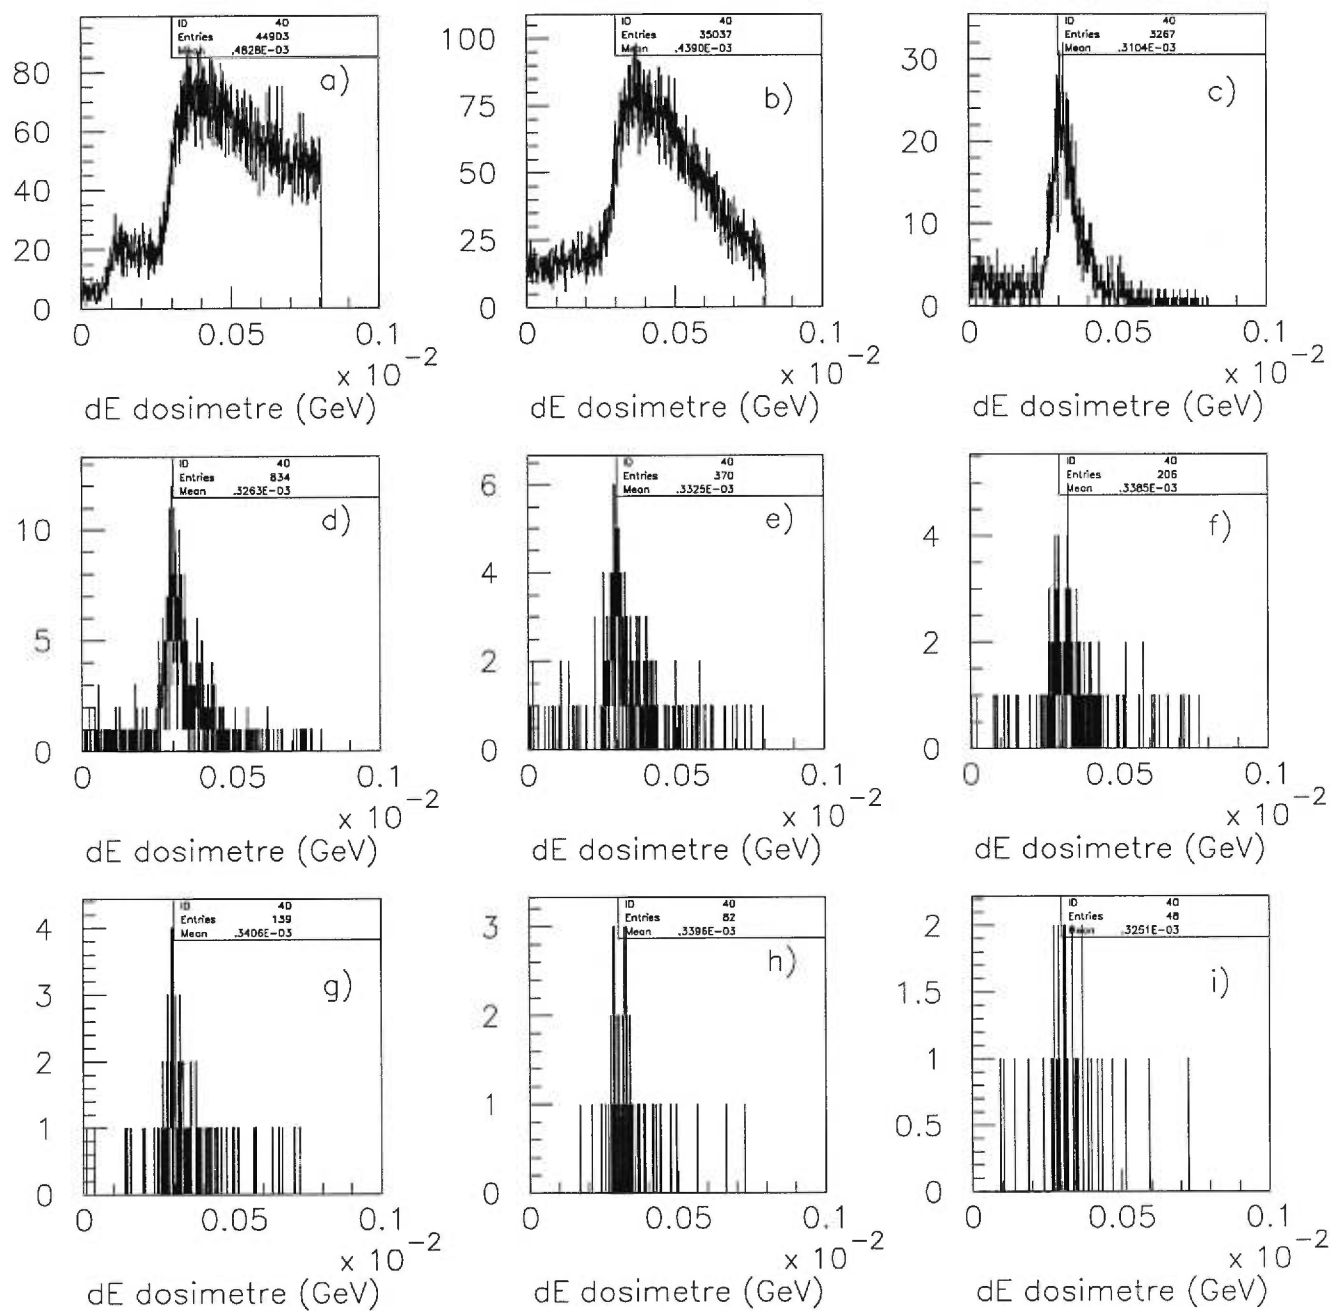 ID 40
Entries 44903
Mean .4828E-03
a)
80
60
40
20
0
0 0.05 0.1
x 10 -2
dE dosimetre (GeV)
ID 40
Entries 35037
Mean .4390E-03
b)
100
75
50
25
0
0 0.05 0.1
x 10 -2
dE dosimetre (GeV)
ID 40
Entries 3267
Mean .3104E-03
c)
30
20
10
0
0 0.05 0.1
x 10 -2
dE dosimetre (GeV)
ID 40
Entries 834
Mean .3263E-03
d)
10
5
0
0 0.05 0.1
x 10 -2
dE dosimetre (GeV)
ID 40
Entries 370
Mean .3325E-03
e)
6
4
2
0
0 0.05 0.1
x 10 -2
dE dosimetre (GeV)
ID 40
Entries 206
Mean .3385E-03
f)
4
2
0
0 0.05 0.1
x 10 -2
dE dosimetre (GeV)
ID 40
Entries 139
Mean .3406E-03
g)
4
3
2
1
0
0 0.05 0.1
x 10 -2
dE dosimetre (GeV)
ID 40
Entries 82
Mean .3396E-03
h)
3
2
1
0
0 0.05 0.1
x 10 -2
dE dosimetre (GeV)
ID 40
Entries 48
Mean .3251E-03
i)
2
1.5
1
0.5
0
0 0.05 0.1
x 10 -2
dE dosimetre (GeV)